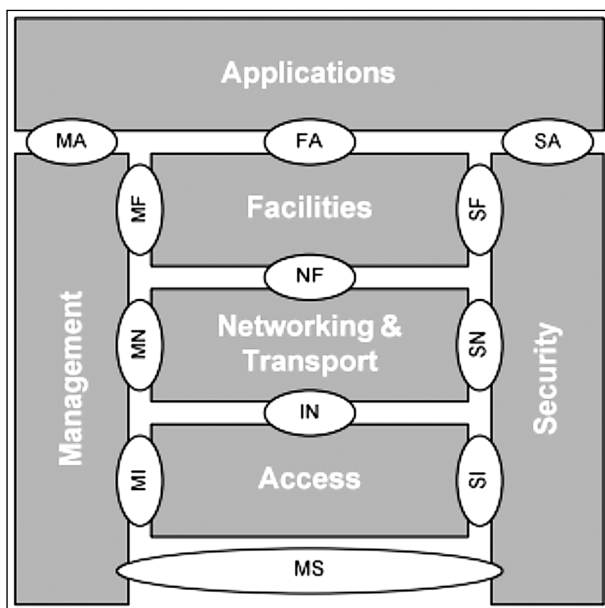 Applications
MA
FA
SA
MF
Facilities
SF
NF
Management
MN
Networking &
Transport
SN
Security
IN
MI
Access
SI
MS